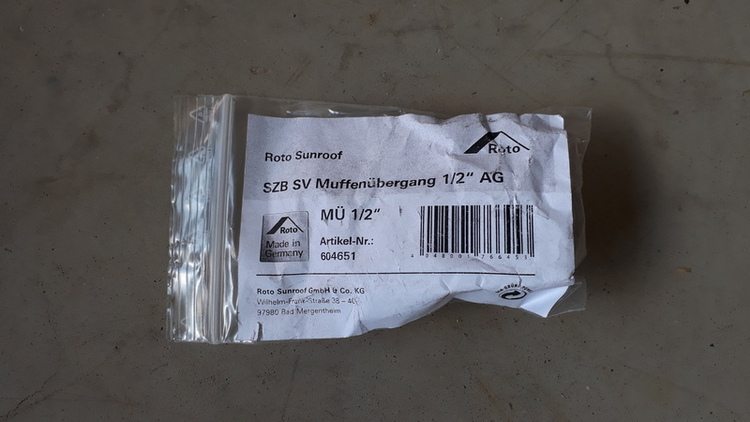 Roto Sunroof
Roto
SZB SV Muffenübergang 1/2“ AG
MÜ 1/2“
Roto
Made in
Germany
Artikel-Nr.:
604651
Roto Sunroof GmbH & Co. KG
Wilhelm-Frank-Straße 38 – 40
97980 Bad Mergentheim